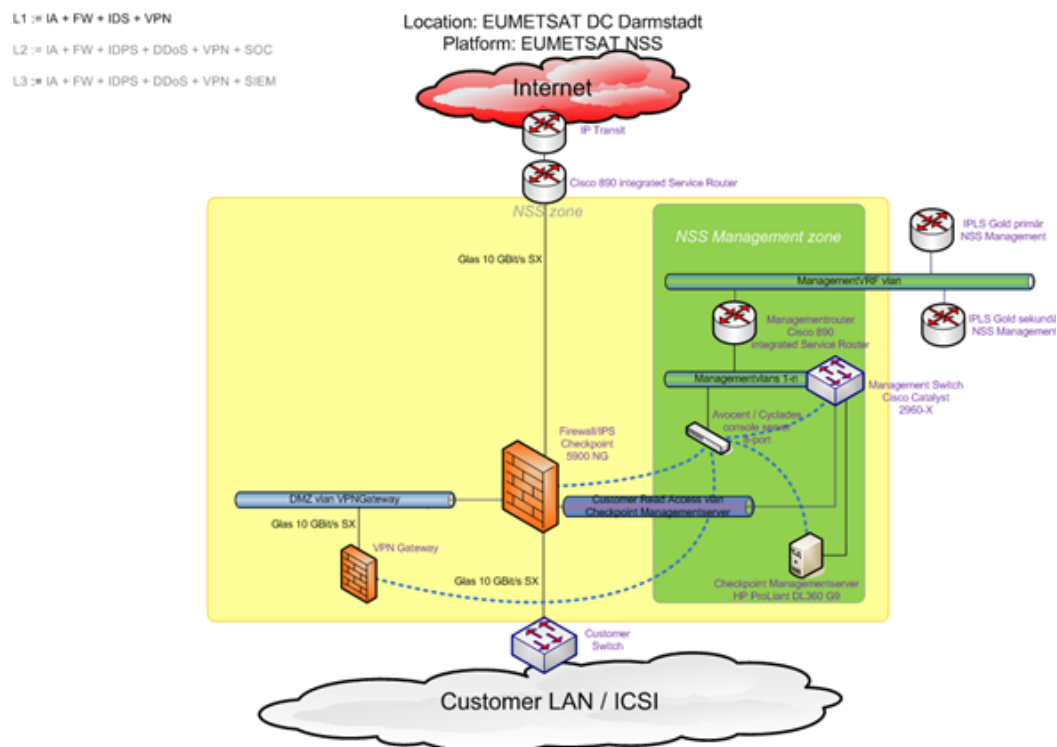 L1 := IA + FW + IDS + VPN
L2 := IA + FW + IDPS + DDoS + VPN + SOC
L3 := IA + FW + IDPS + DDoS + VPN + SIEM
Location: EUMETSAT DC Darmstadt
Platform: EUMETSAT NSS
Internet
IP Transit
Cisco 890 integrated Service Router
NSS zone
NSS Management zone
IPLS Gold primär
NSS Management
Glas 10 GBit/s SX
ManagementVRF vlan
Managementrouter
Cisco 890
integrated Service Router
IPLS Gold sekundä
NSS Management
Managementvlans 1-n
Management Switch
Cisco Catalyst
2960-X
Avocent / Cyclades
console server
-port
Firewall/IPS
Checkpoint
5900 NG
DMZ vlan VPNGateway
Customer Read Access vlan
Checkpoint Managementserver
Glas 10 GBit/s SX
VPN Gateway
Glas 10 GBit/s SX
Checkpoint Managementserver
HP ProLiant DL360 G9
Customer
Switch
Customer LAN / ICSI